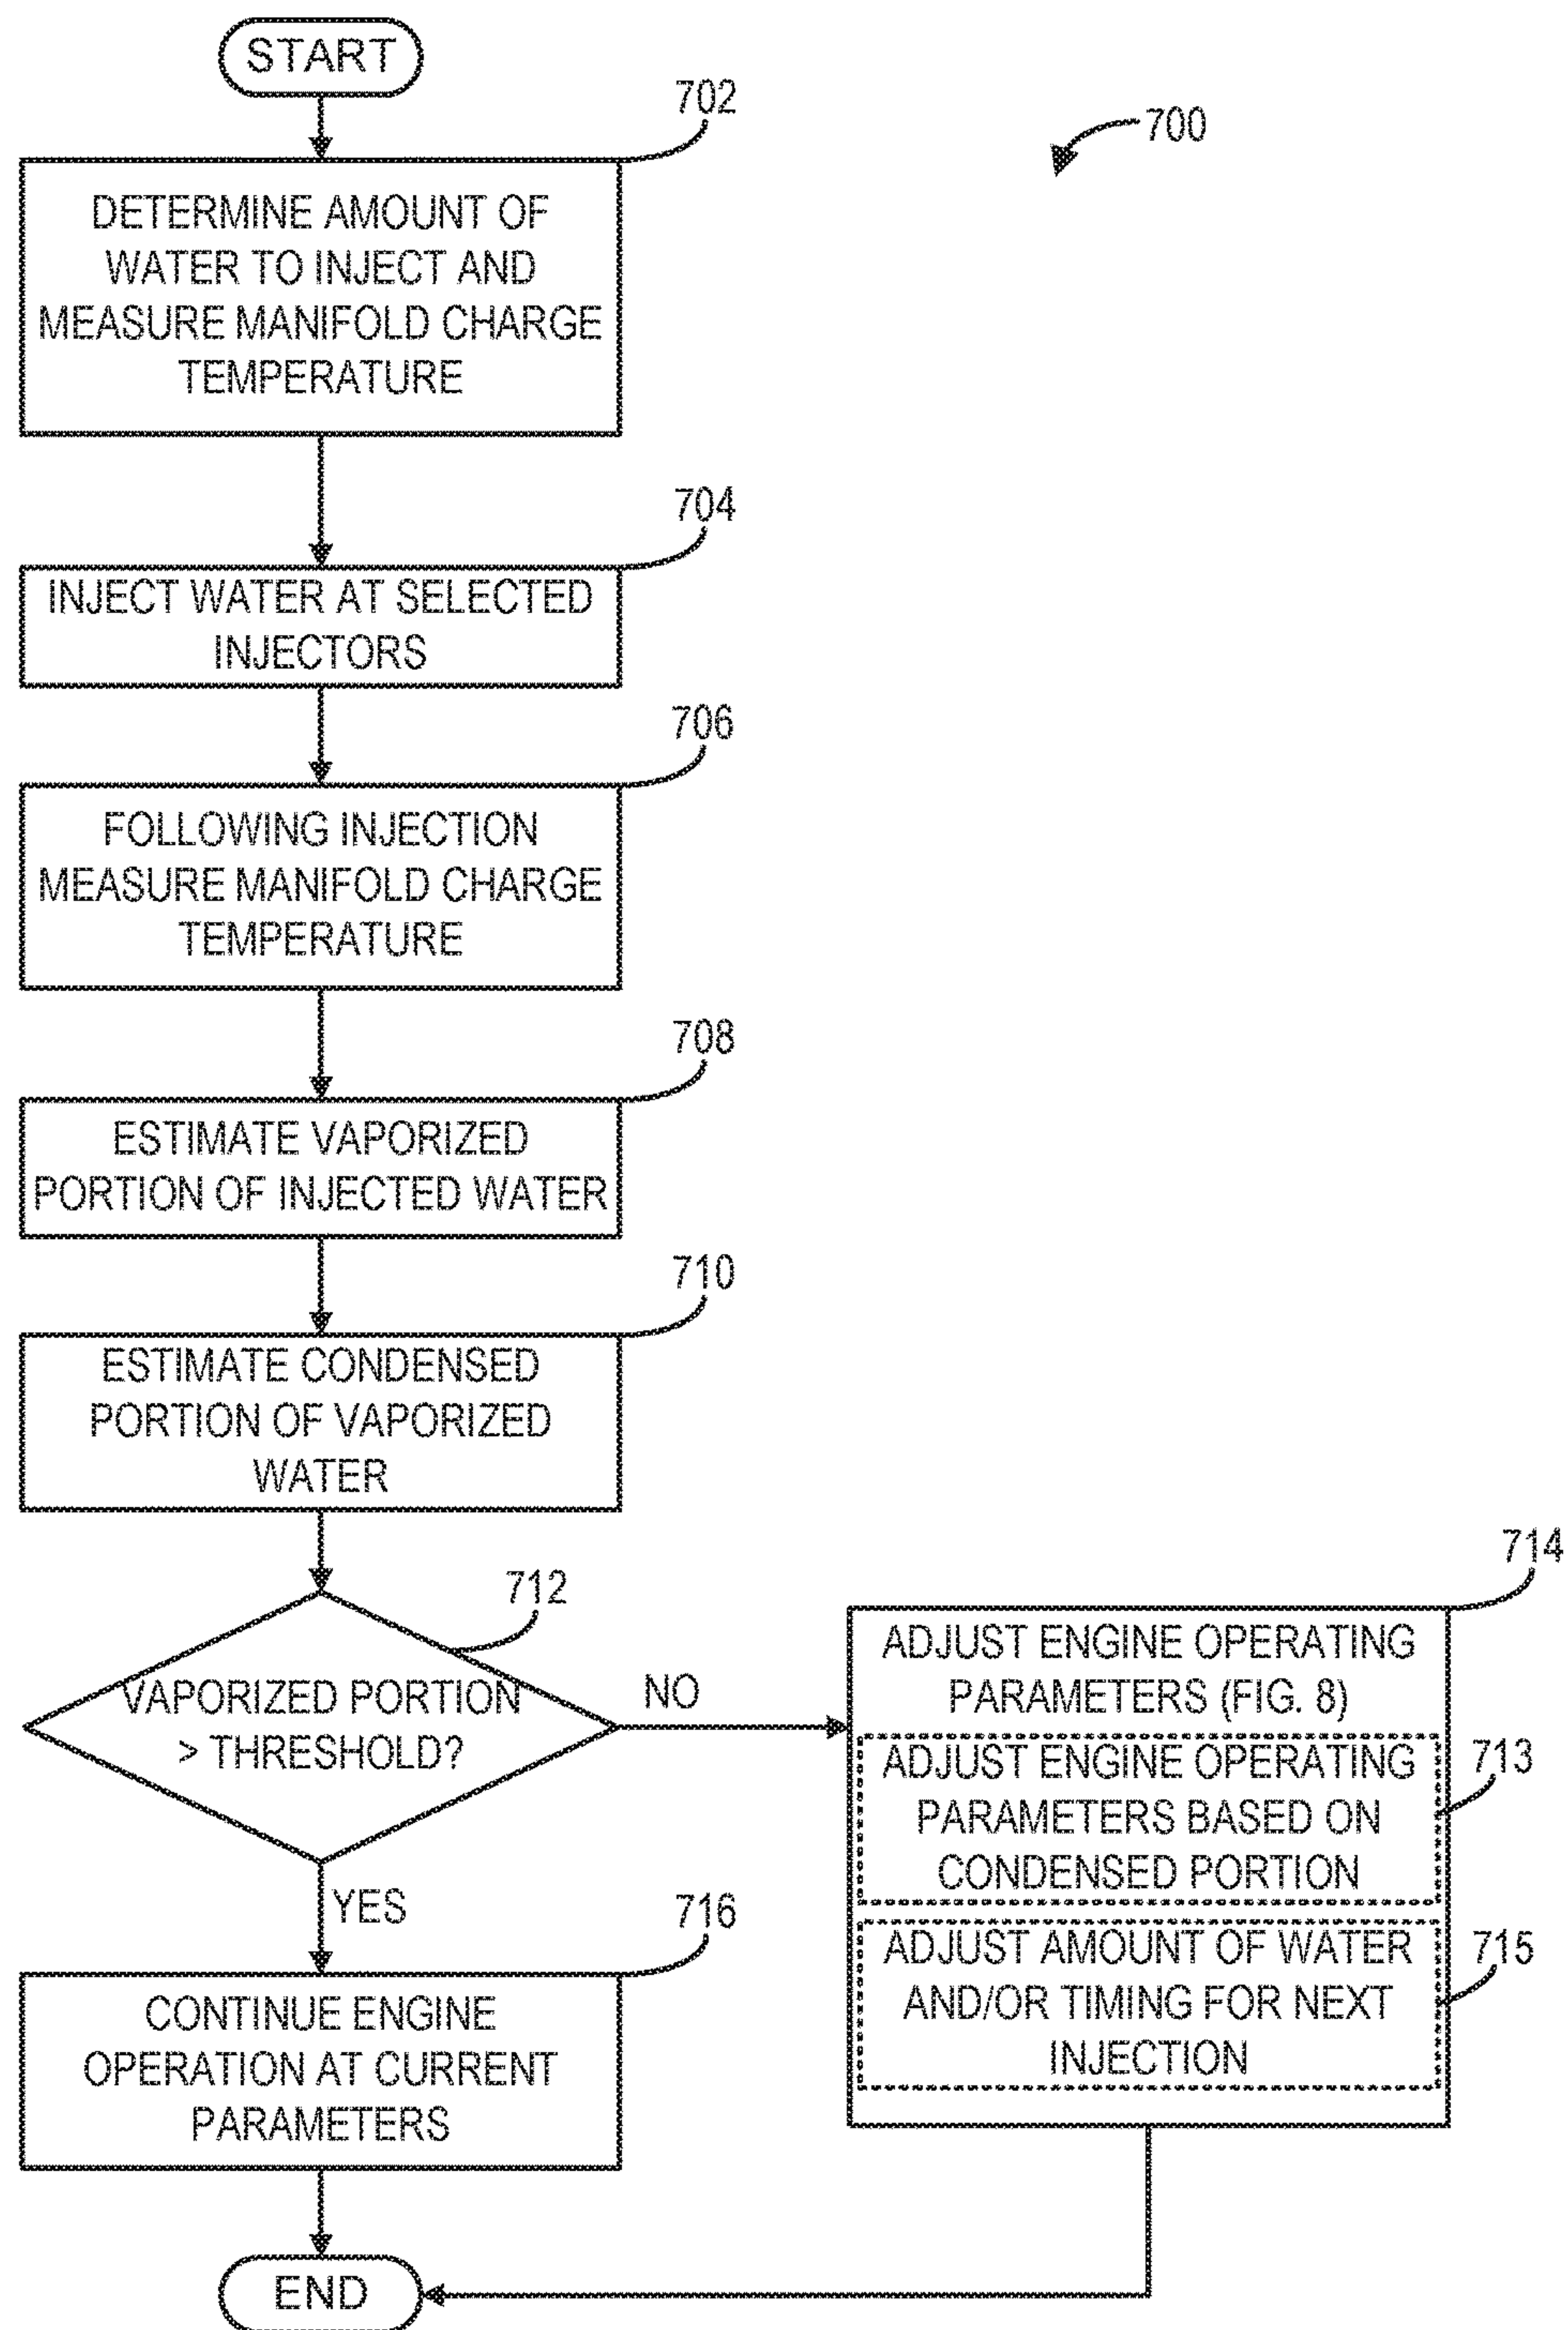 START
702
700
DETERMINE AMOUNT OF
WATER TO INJECT AND
MEASURE MANIFOLD CHARGE
TEMPERATURE
704
INJECT WATER AT SELECTED
INJECTORS
706
FOLLOWING INJECTION
MEASURE MANIFOLD CHARGE
TEMPERATURE
708
ESTIMATE VAPORIZED
PORTION OF INJECTED WATER
710
ESTIMATE CONDENSED
PORTION OF VAPORIZED
WATER
712
VAPORIZED PORTION
> THRESHOLD?
NO
714
ADJUST ENGINE OPERATING
PARAMETERS (FIG. 8)
713
ADJUST ENGINE OPERATING
PARAMETERS BASED ON
CONDENSED PORTION
715
ADJUST AMOUNT OF WATER
AND/OR TIMING FOR NEXT
INJECTION
YES
716
CONTINUE ENGINE
OPERATION AT CURRENT
PARAMETERS
END